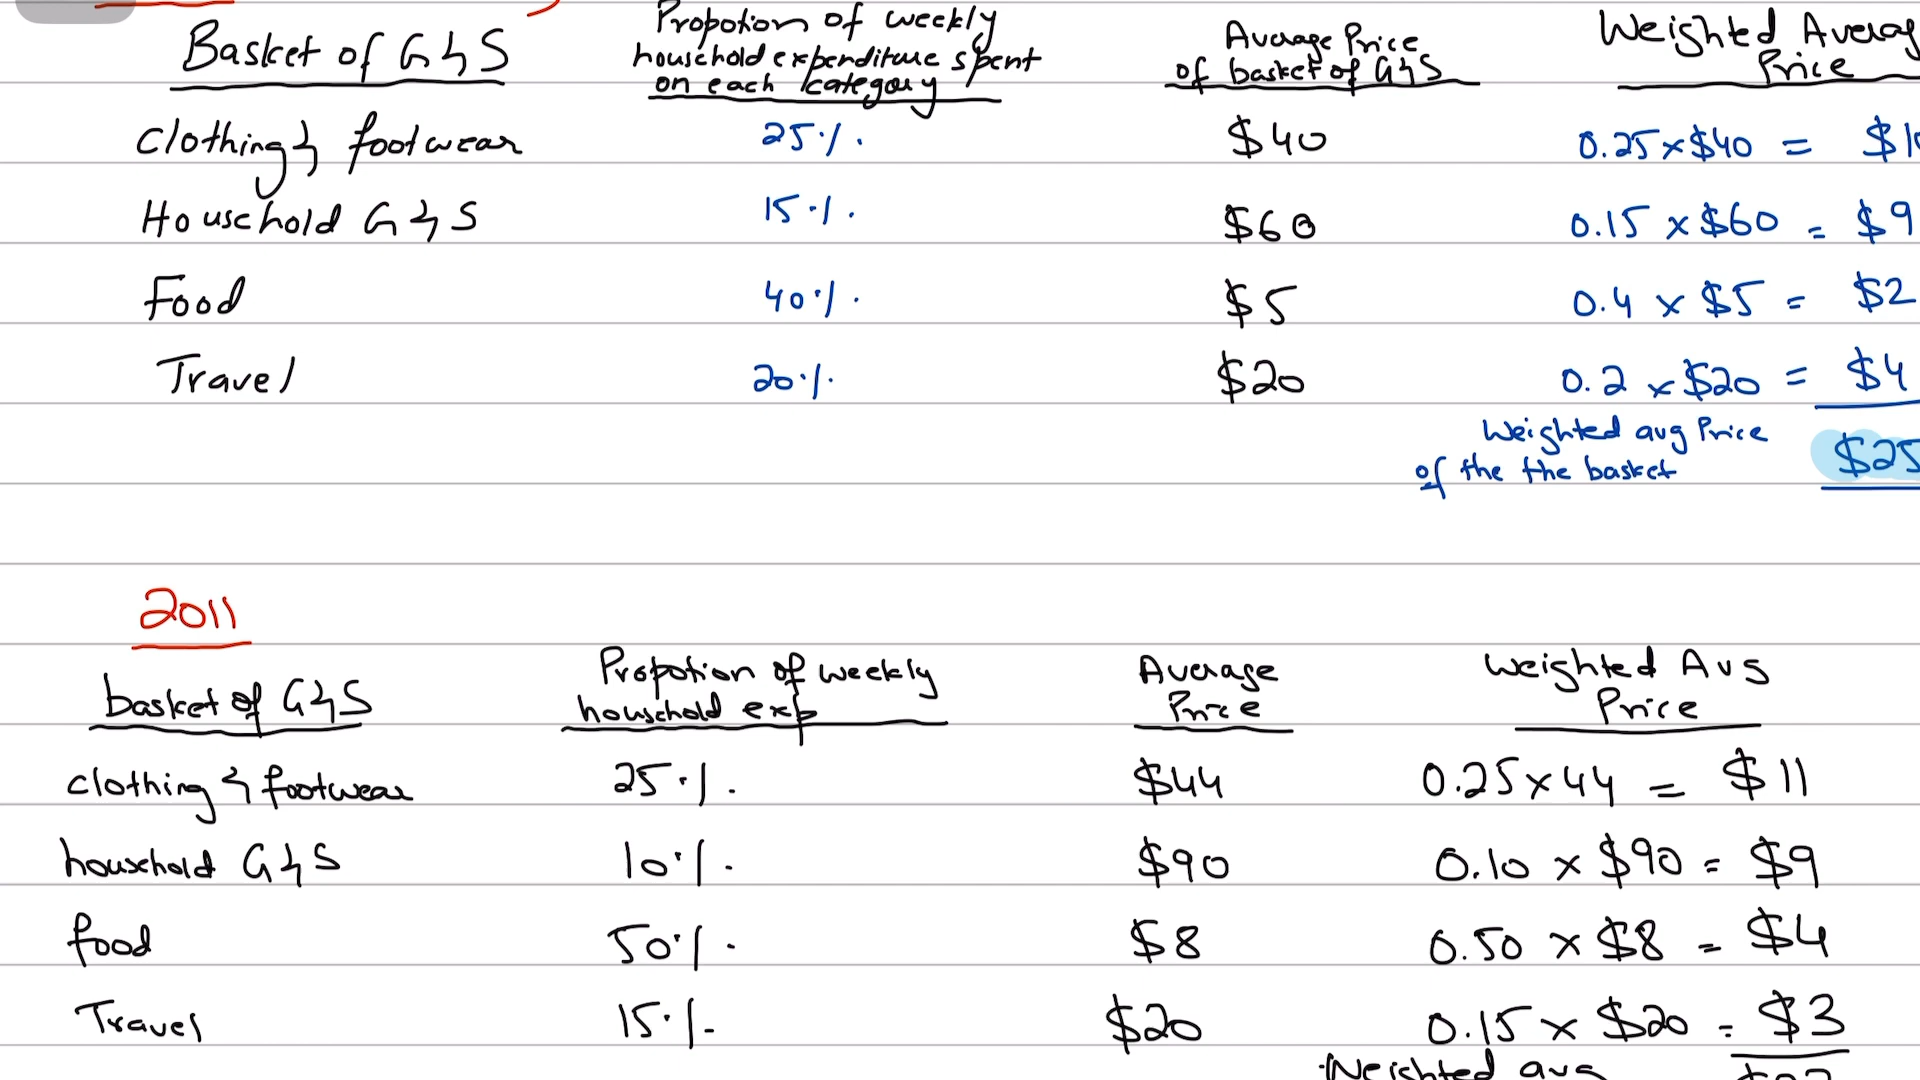 Basket of G&S
Propotion of weekly
household expenditure spent
on each category
Average Price
of basket of G&S
Weighted Averag
Price
Clothing & footwear 25% $40 0.25 x $40 = $1
Household G&S 15% $60 0.15 x $60 = $9
Food 40% $5 0.4 x $5 = $2
Travel 20% $20 0.2 x $20 = $4
Weighted avg Price
of the the basket $25
2011
basket of G&S
Propotion of weekly
household exp
Average
Price
Weighted Avg
Price
clothing & footwear 25% $44 0.25 x 44 = $11
household G&S 10% $90 0.10 x $90 = $9
food 50% $8 0.50 x $8 = $4
Travel 15% $20 0.15 x $20 = $3
Weighted avg